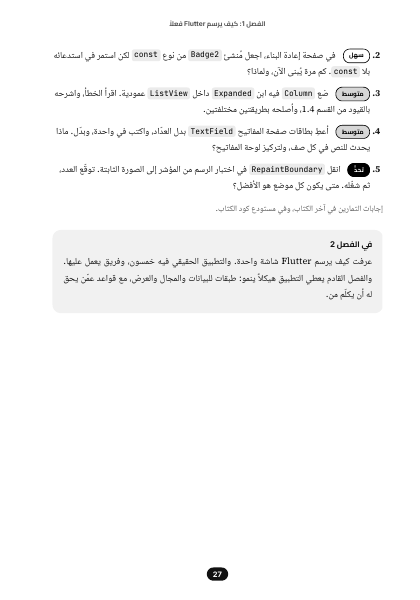 الفصل 1: كيف يرسم Flutter فعلاً
2. سهل في صفحة إعادة البناء، اجعل مُنشئ Badge2 من نوع const لكن استمر في استدعائه
بلا const. كم مرة يُبنى الآن، ولماذا؟
3. متوسط ضع Column فيه ابن Expanded داخل ListView عمودية. اقرأ الخطأ، واشرحه
بالقيود من القسم 1.4، وأصلحه بطريقتين مختلفتين.
4. متوسط أعطِ بطاقات صفحة المفاتيح TextField بدل العدّاد، واكتب في واحدة، وبدّل. ماذا
يحدث للنص في كل صف، ولتركيز لوحة المفاتيح؟
5. تحدٍّ انقل RepaintBoundary في اختبار الرسم من المؤشر إلى الصورة الثابتة. توقّع العدد،
ثم شغّله. متى يكون كل موضع هو الأفضل؟
إجابات التمارين في آخر الكتاب، وفي مستودع كود الكتاب.
في الفصل 2
عرفت كيف يرسم Flutter شاشة واحدة. والتطبيق الحقيقي فيه خمسون، وفريق يعمل عليها.
والفصل القادم يعطي التطبيق هيكلاً ينمو: طبقات للبيانات والمجال والعرض، مع قواعد عمّن يحق
له أن يكلّم من.
27